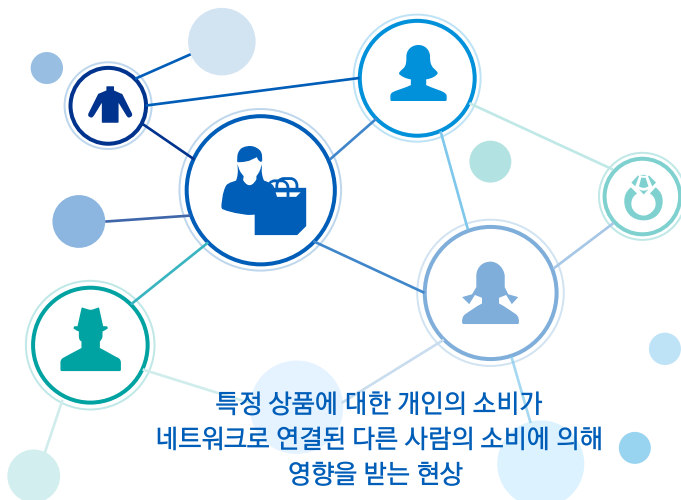 특정 상품에 대한 개인의 소비가
네트워크로 연결된 다른 사람의 소비에 의해
영향을 받는 현상